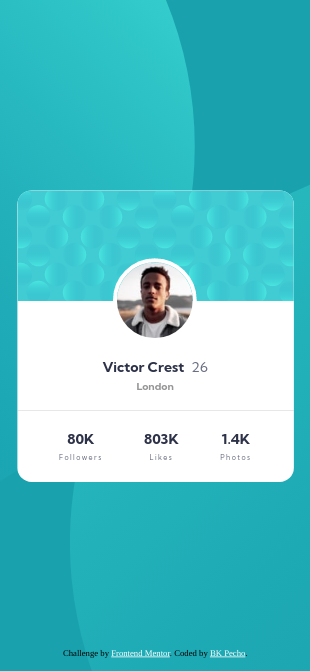 Victor Crest 26
London
80K 803K 1.4K
Followers Likes Photos
Challenge by Frontend Mentor. Coded by BK Pecho.